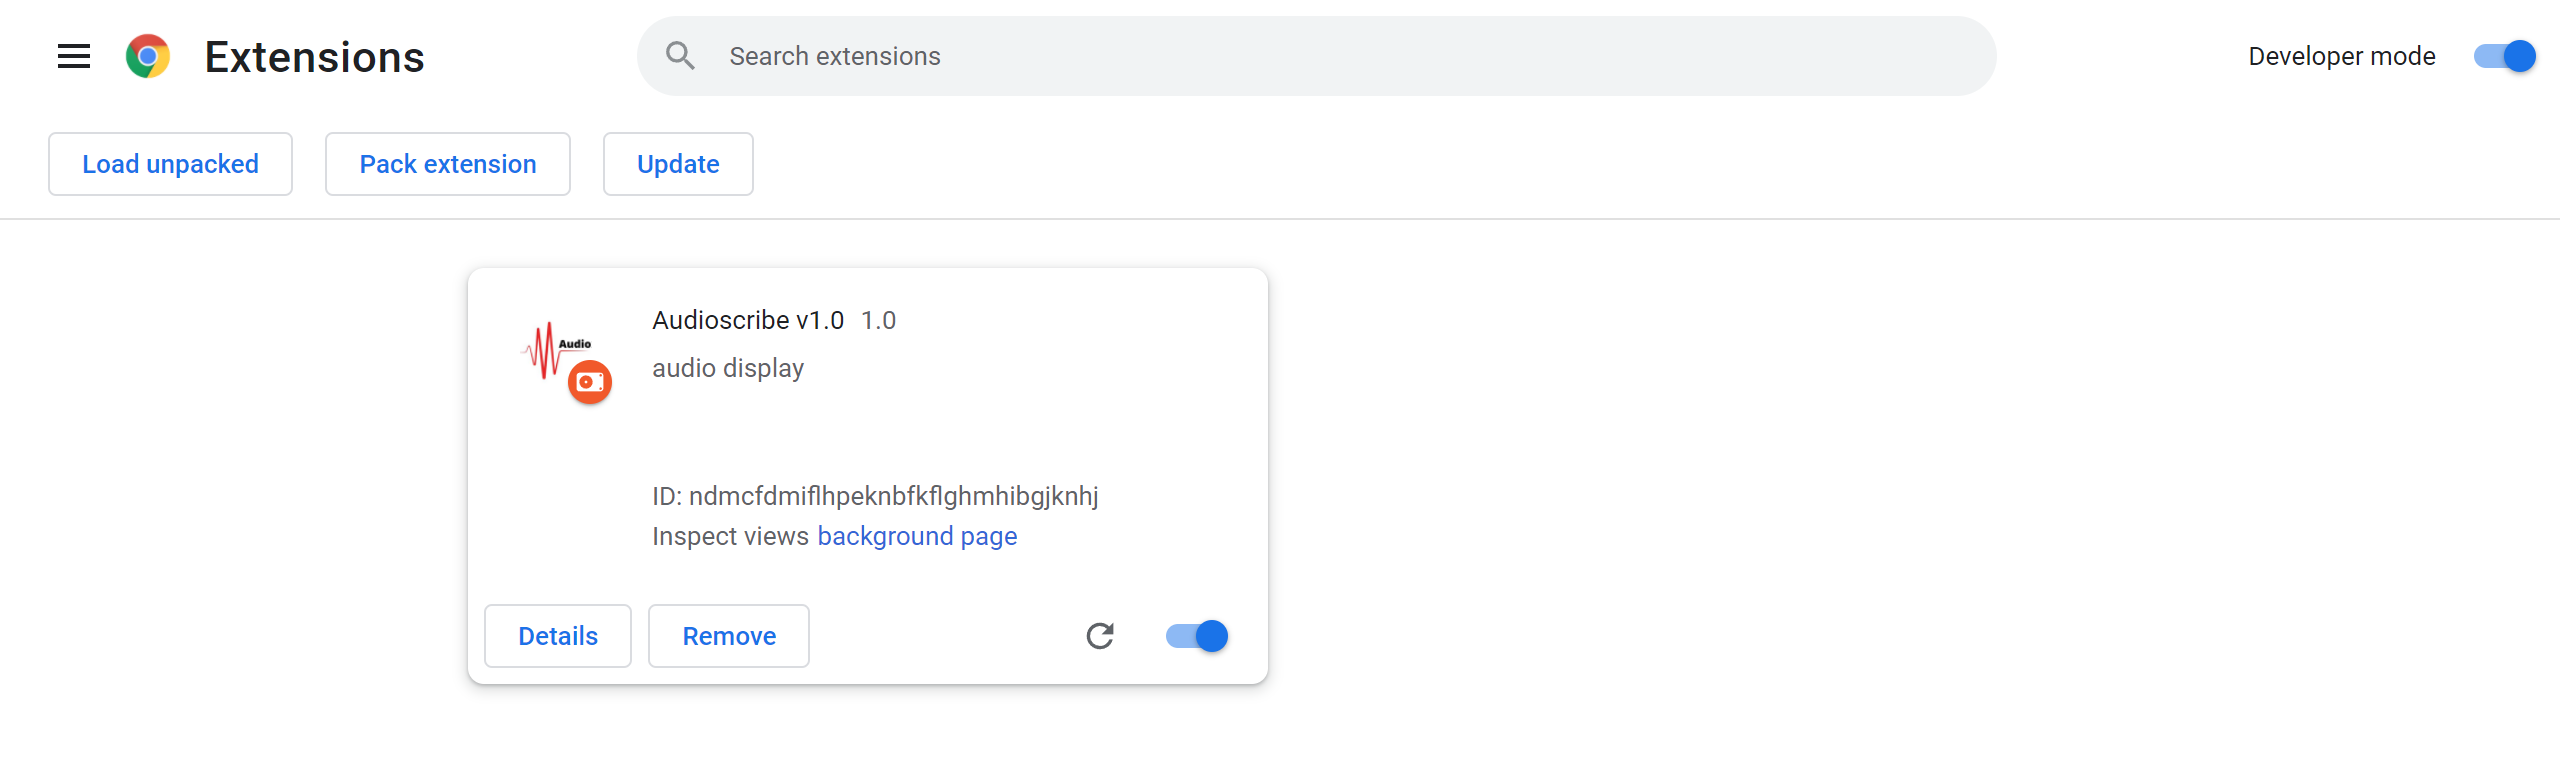 Extensions
Search extensions
Developer mode
Load unpacked
Pack extension
Update
Audioscribe v1.0 1.0
Audio
audio display
ID: ndmcfdmiflhpeknbfkflghmhibgjknhj
Inspect views background page
Details
Remove